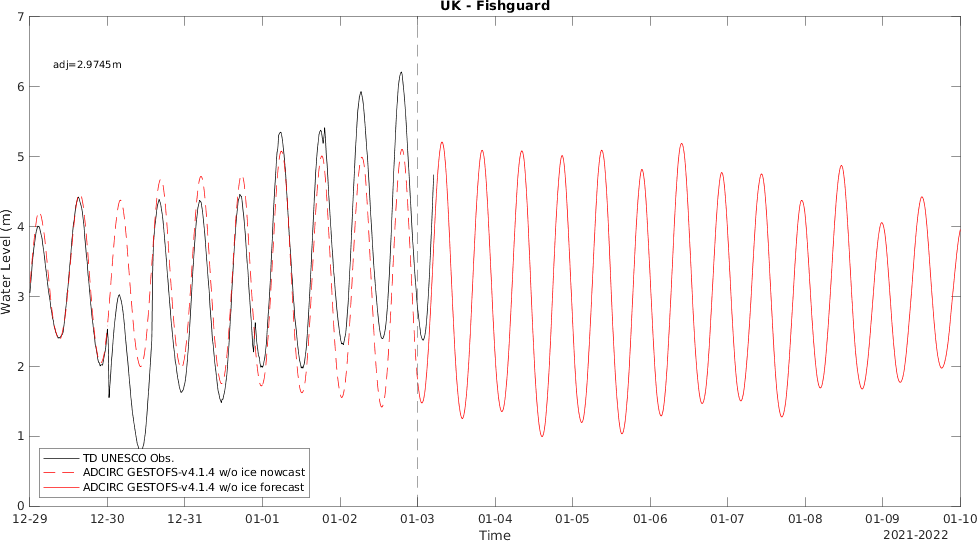 UK - Fishguard
adj=2.9745m
7
6
5
4
3
2
1
0
Water Level (m)
TD UNESCO Obs.
ADCIRC GESTOFS-v4.1.4 w/o ice nowcast
ADCIRC GESTOFS-v4.1.4 w/o ice forecast
12-29 12-30 12-31 01-01 01-02 01-03 01-04 01-05 01-06 01-07 01-08 01-09 01-10
Time
2021-2022